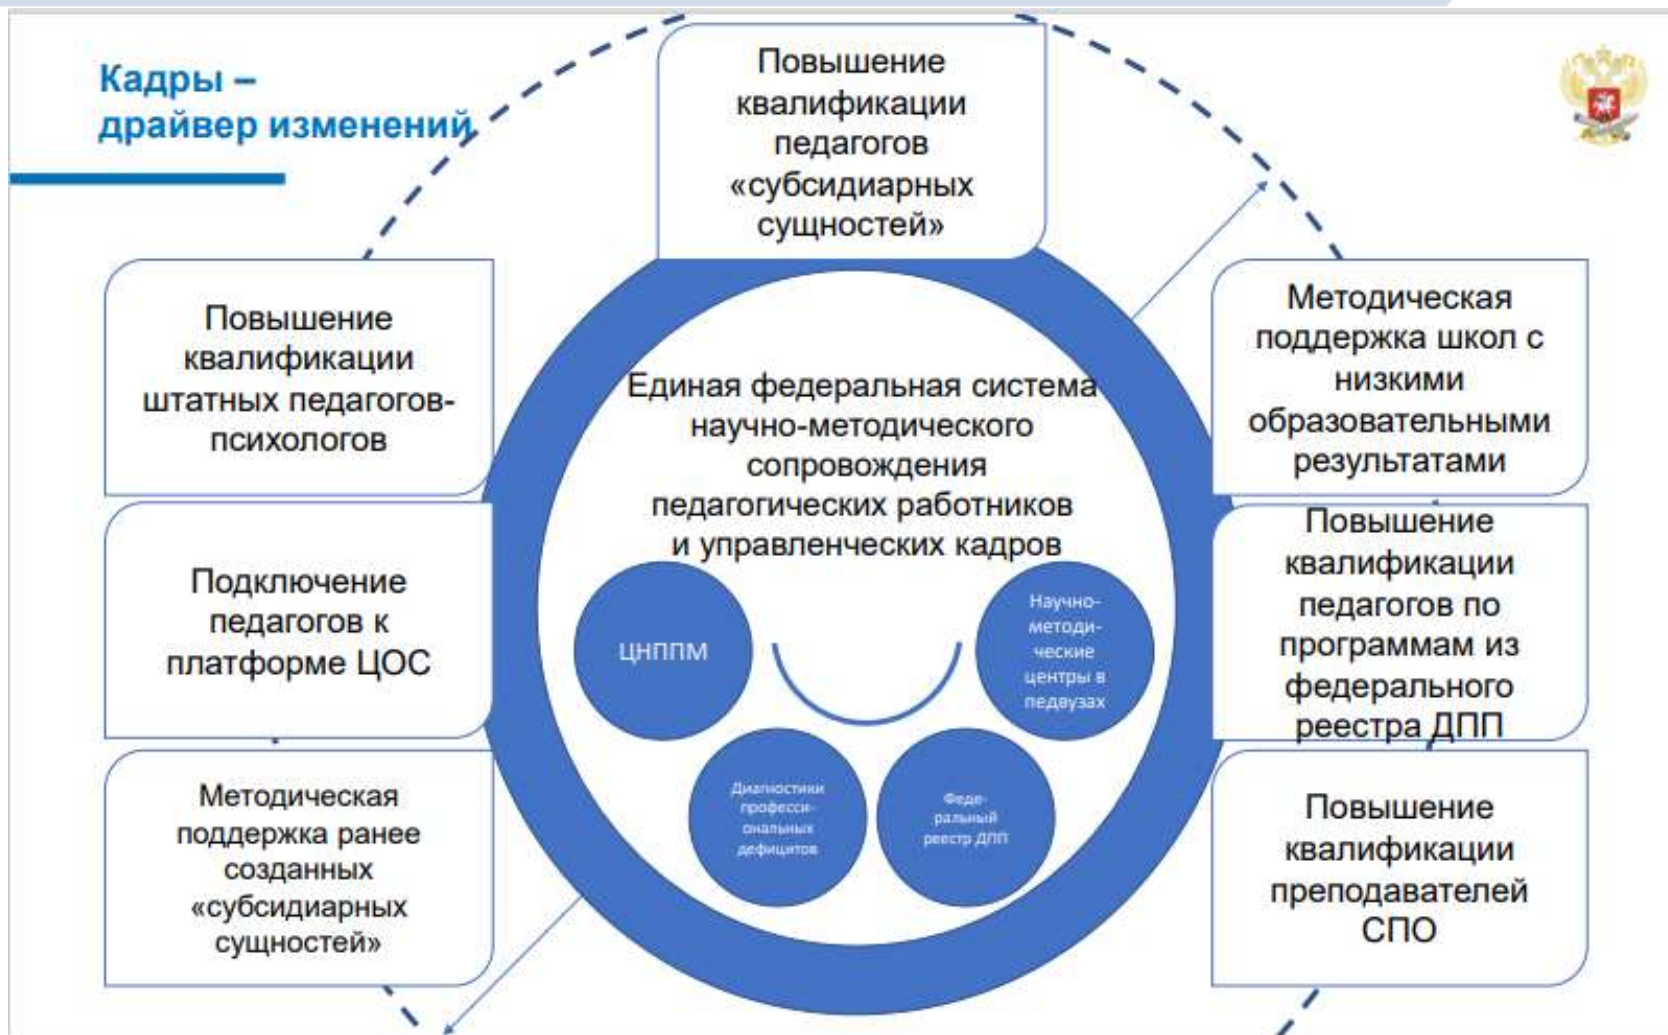 Кадры –
драйвер изменений
Повышение
квалификации
педагогов
«субсидиарных
сущностей»
Повышение
квалификации
штатных педагогов-
психологов
Подключение
педагогов к
платформе ЦОС
Методическая
поддержка ранее
созданных
«субсидиарных
сущностей»
Единая федеральная система
научно-методического
сопровождения
педагогических работников
и управленческих кадров
ЦНППМ
Диагностики
професси-
ональных
дефицитов
Феде-
ральный
реестр ДПП
Научно-
методи-
ческие
центры в
педвузах
Методическая
поддержка школ с
низкими
образовательными
результатами
Повышение
квалификации
педагогов по
программам из
федерального
реестра ДПП
Повышение
квалификации
преподавателей
СПО